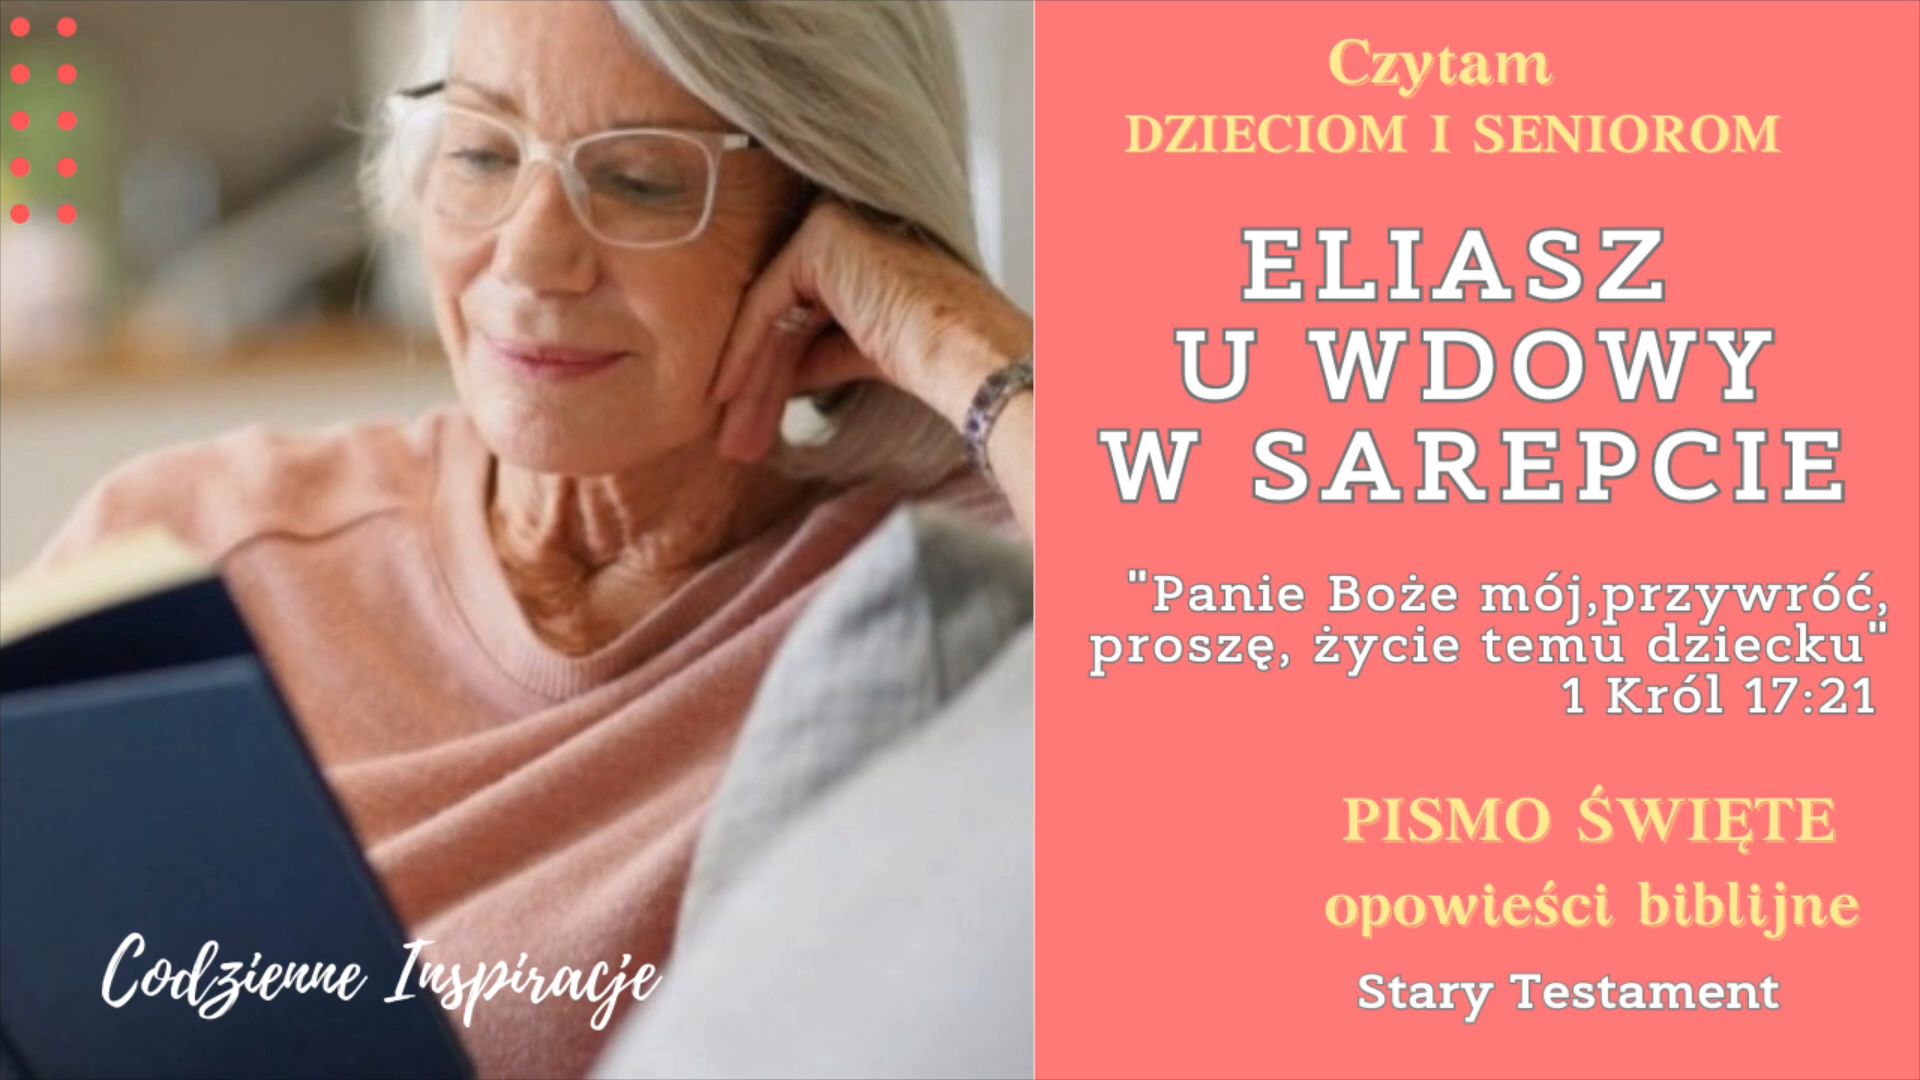 Czytam
DZIECIOM I SENIOROM
ELIASZ
U WDOWY
W SAREPCIE
"Panie Boże mój,przywróć,
proszę, życie temu dziecku"
1 Król 17:21
PISMO ŚWIĘTE
opowieści biblijne
Stary Testament
Codzienne Inspiracje